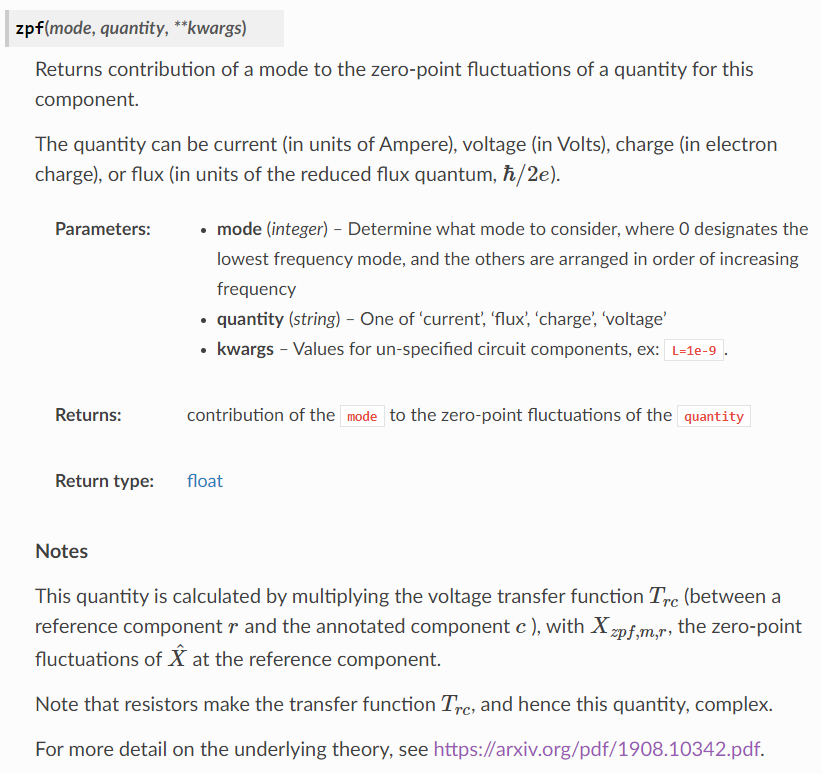 zpf(mode, quantity, **kwargs)
Returns contribution of a mode to the zero-point fluctuations of a quantity for this
component.
The quantity can be current (in units of Ampere), voltage (in Volts), charge (in electron
charge), or flux (in units of the reduced flux quantum, ħ/2e).
Parameters:
• mode (integer) – Determine what mode to consider, where 0 designates the
lowest frequency mode, and the others are arranged in order of increasing
frequency
• quantity (string) – One of ‘current’, ‘flux’, ‘charge’, ‘voltage’
• kwargs – Values for un-specified circuit components, ex: L=1e-9 .
Returns: contribution of the mode to the zero-point fluctuations of the quantity
Return type: float
Notes
This quantity is calculated by multiplying the voltage transfer function T_{rc} (between a
reference component r and the annotated component c ), with X_{zpf,m,r}, the zero-point
fluctuations of X̂ at the reference component.
Note that resistors make the transfer function T_{rc}, and hence this quantity, complex.
For more detail on the underlying theory, see https://arxiv.org/pdf/1908.10342.pdf.